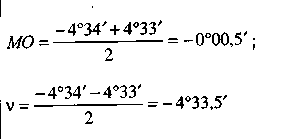 MO = (−4°34′ + 4°33′) / 2 = −0°00,5′ ;
ν = (−4°34′ − 4°33′) / 2 = −4°33,5′